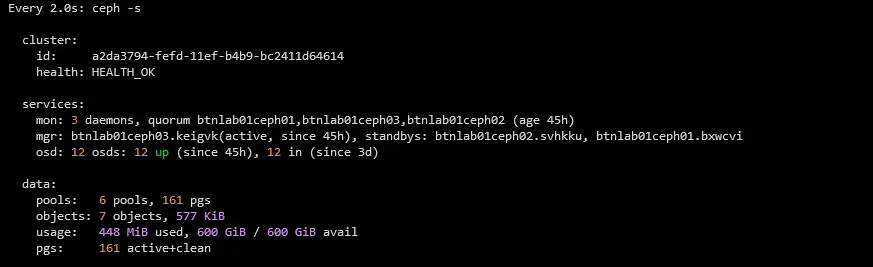 Every 2.0s: ceph -s
cluster:
id: a2da3794-fefd-11ef-b4b9-bc2411d64614
health: HEALTH_OK
services:
mon: 3 daemons, quorum btnlab01ceph01,btnlab01ceph03,btnlab01ceph02 (age 45h)
mgr: btnlab01ceph03.keigvk(active, since 45h), standbys: btnlab01ceph02.svhkku, btnlab01ceph01.bxwcvi
osd: 12 osds: 12 up (since 45h), 12 in (since 3d)
data:
pools: 6 pools, 161 pgs
objects: 7 objects, 577 KiB
usage: 448 MiB used, 600 GiB / 600 GiB avail
pgs: 161 active+clean